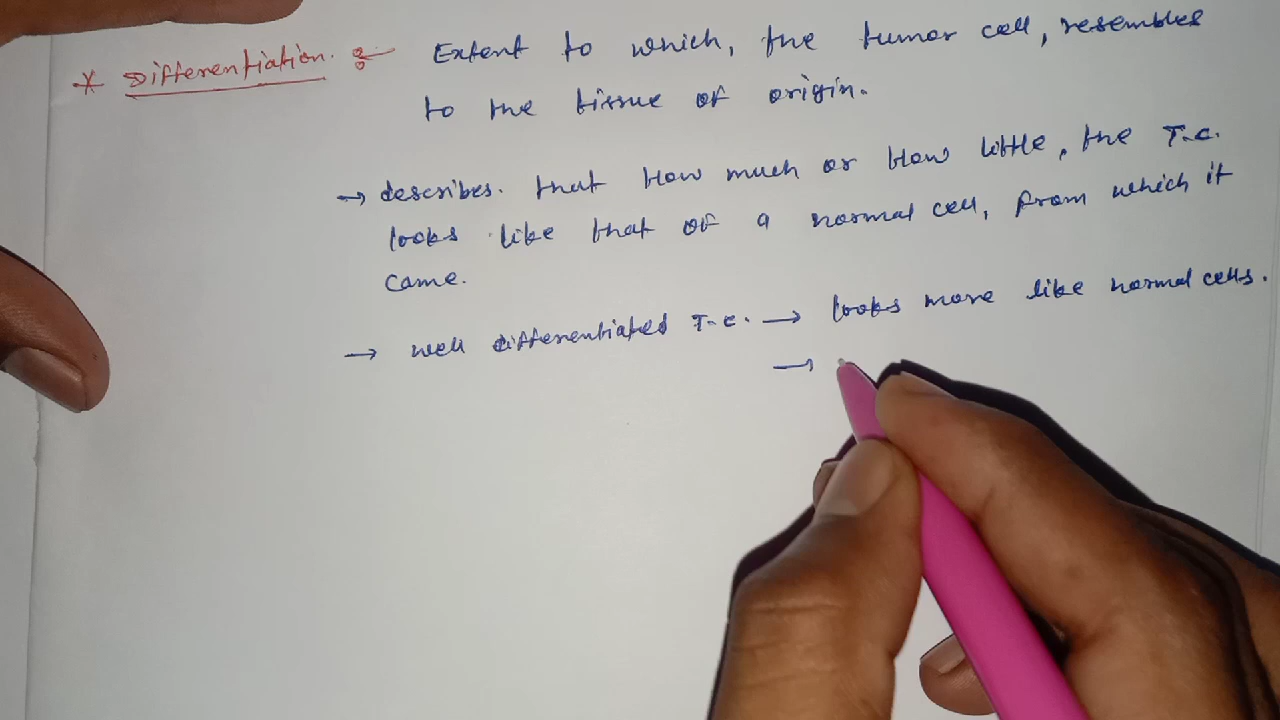 * Differentiation :- Extent to which, the tumor cell, resembles
to the tissue of origin.
→ describes. that How much or How little, the T.C.
looks like that of a normal cell, from which it
came.
→ well differentiated T.C. → looks more like normal cells.
→